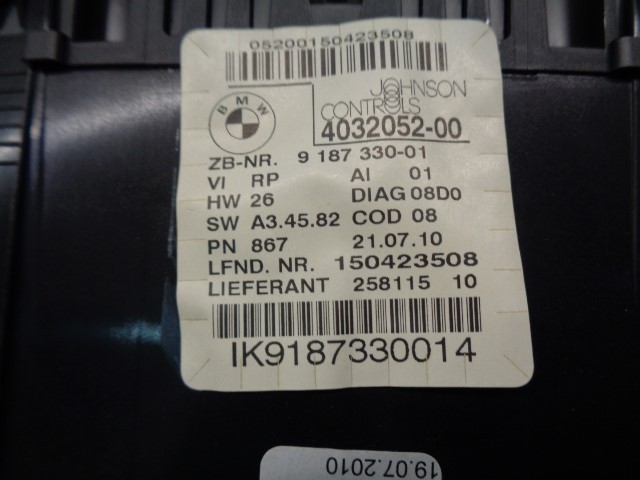 05200150423508
BMW
JOHNSON
CONTROLS
4032052-00
ZB-NR. 9 187 330-01
VI RP AI 01
HW 26 DIAG 08D0
SW A3.45.82 COD 08
PN 867 21.07.10
LFND. NR. 150423508
LIEFERANT 258115 10
IK9187330014
19.07.2010